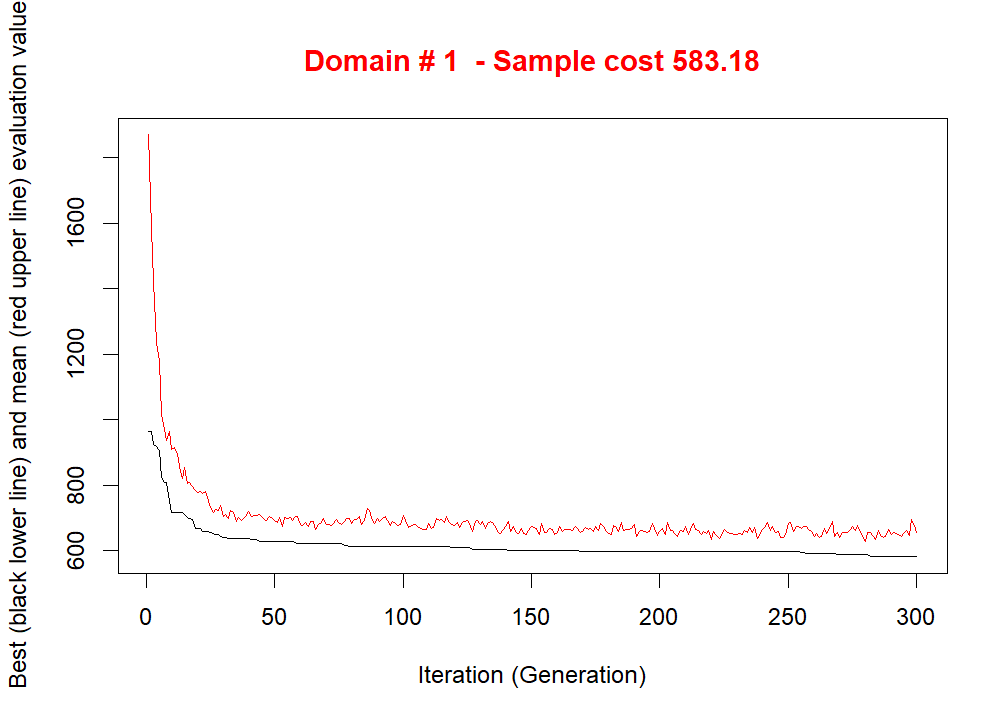 Domain # 1  - Sample cost 583.18
Best (black lower line) and mean (red upper line) evaluation value
1600
1200
800
600
0 50 100 150 200 250 300
Iteration (Generation)